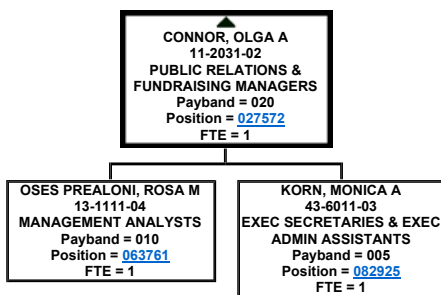 CONNOR, OLGA A
11-2031-02
PUBLIC RELATIONS &
FUNDRAISING MANAGERS
Payband = 020
Position = 027572
FTE = 1
OSES PREALONI, ROSA M
13-1111-04
MANAGEMENT ANALYSTS
Payband = 010
Position = 063761
FTE = 1
KORN, MONICA A
43-6011-03
EXEC SECRETARIES & EXEC
ADMIN ASSISTANTS
Payband = 005
Position = 082925
FTE = 1